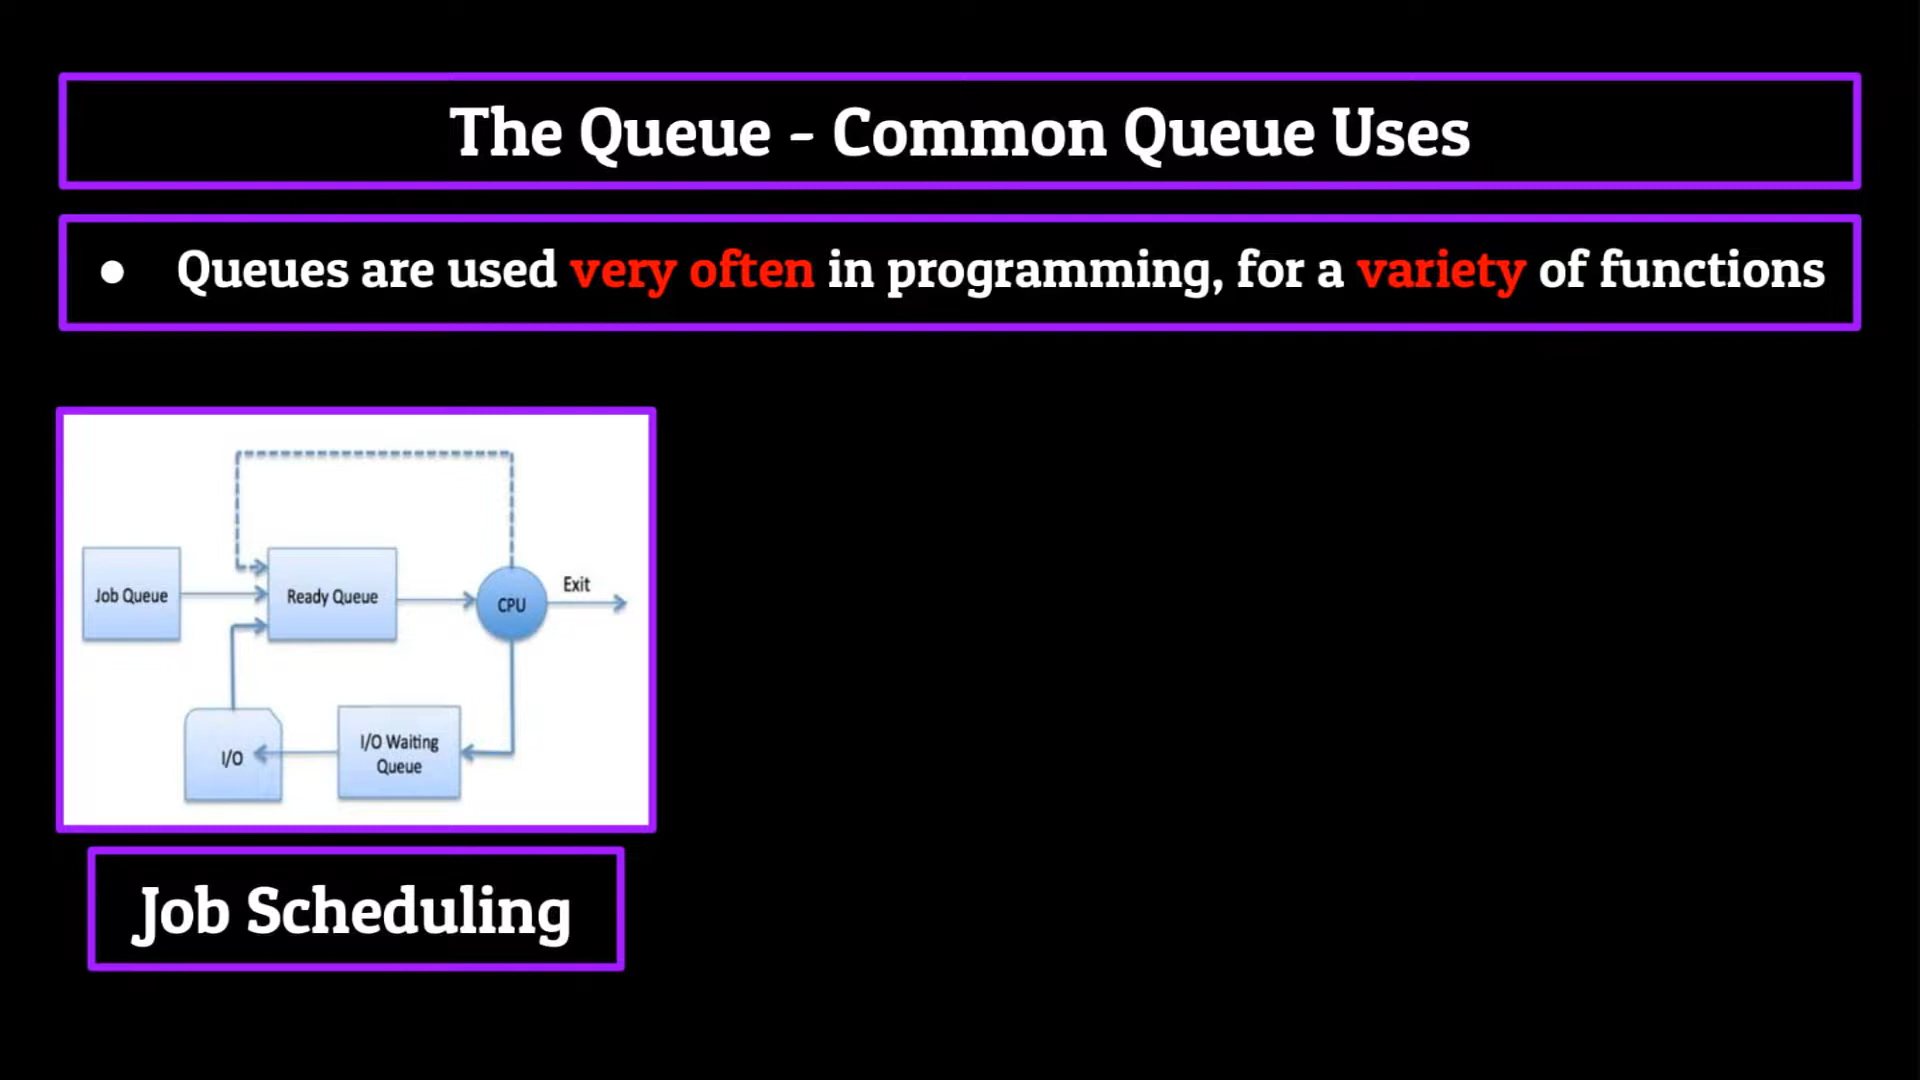 The Queue - Common Queue Uses
● Queues are used very often in programming, for a variety of functions
Job Queue
Ready Queue
CPU
Exit
I/O
I/O Waiting
Queue
Job Scheduling